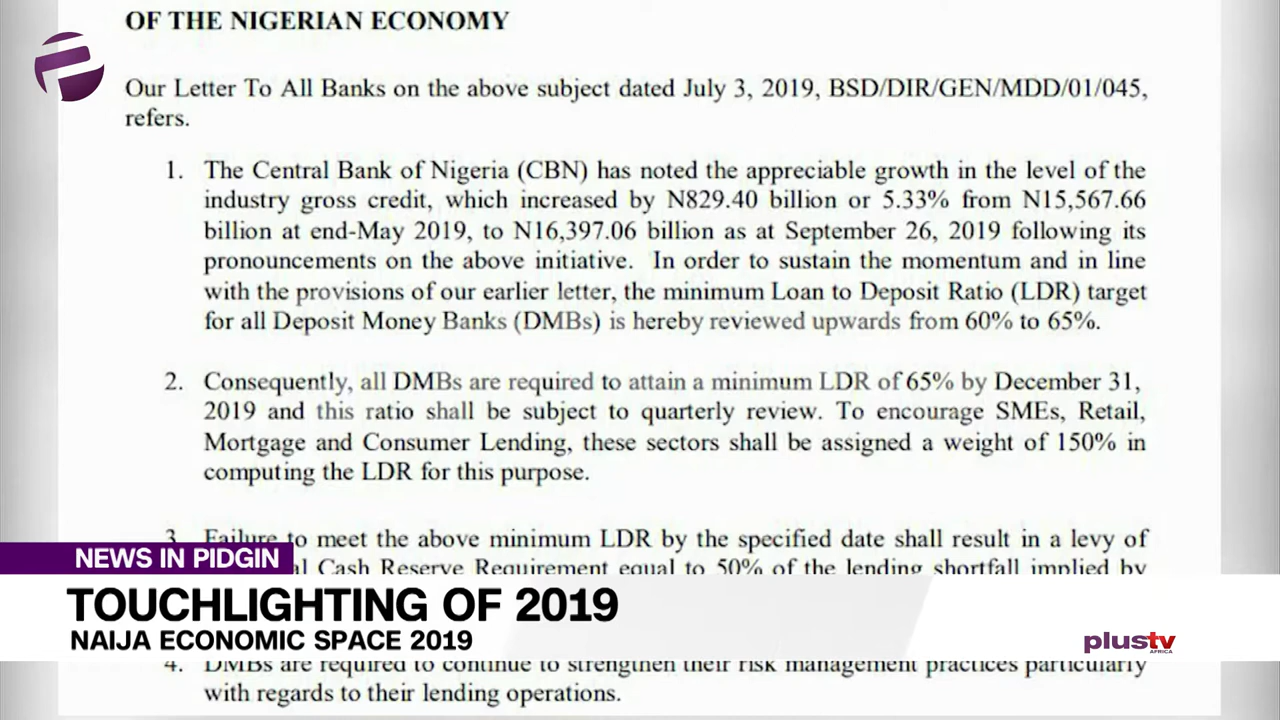 OF THE NIGERIAN ECONOMY
Our Letter To All Banks on the above subject dated July 3, 2019, BSD/DIR/GEN/MDD/01/045,
refers.
1. The Central Bank of Nigeria (CBN) has noted the appreciable growth in the level of the
industry gross credit, which increased by N829.40 billion or 5.33% from N15,567.66
billion at end-May 2019, to N16,397.06 billion as at September 26, 2019 following its
pronouncements on the above initiative. In order to sustain the momentum and in line
with the provisions of our earlier letter, the minimum Loan to Deposit Ratio (LDR) target
for all Deposit Money Banks (DMBs) is hereby reviewed upwards from 60% to 65%.
2. Consequently, all DMBs are required to attain a minimum LDR of 65% by December 31,
2019 and this ratio shall be subject to quarterly review. To encourage SMEs, Retail,
Mortgage and Consumer Lending, these sectors shall be assigned a weight of 150% in
computing the LDR for this purpose.
3. Failure to meet the above minimum LDR by the specified date shall result in a levy of
Cash Reserve Requirement equal to 50% of the lending shortfall implied by
NEWS IN PIDGIN
TOUCHLIGHTING OF 2019
NAIJA ECONOMIC SPACE 2019
plustv
AFRICA
4. DMBs are required to continue to strengthen their risk management practices particularly
with regards to their lending operations.